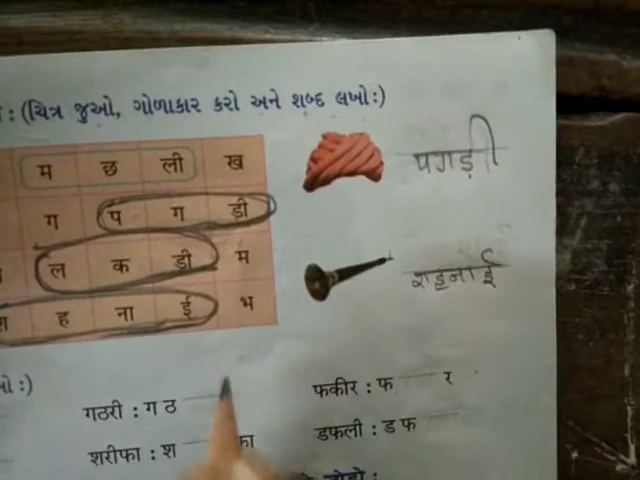 : (ચિત્ર જુઓ, ગોળાકાર કરો અને શબ્દ લખો:)
म छ ली ख
पगड़ी
ग प ग ड़ी
ल क डी म
शहनाई
ह ना ई भ
:)
गठरी : ग ठ
फकीर : फ र
शरीफा : श का
डफली : ड फ